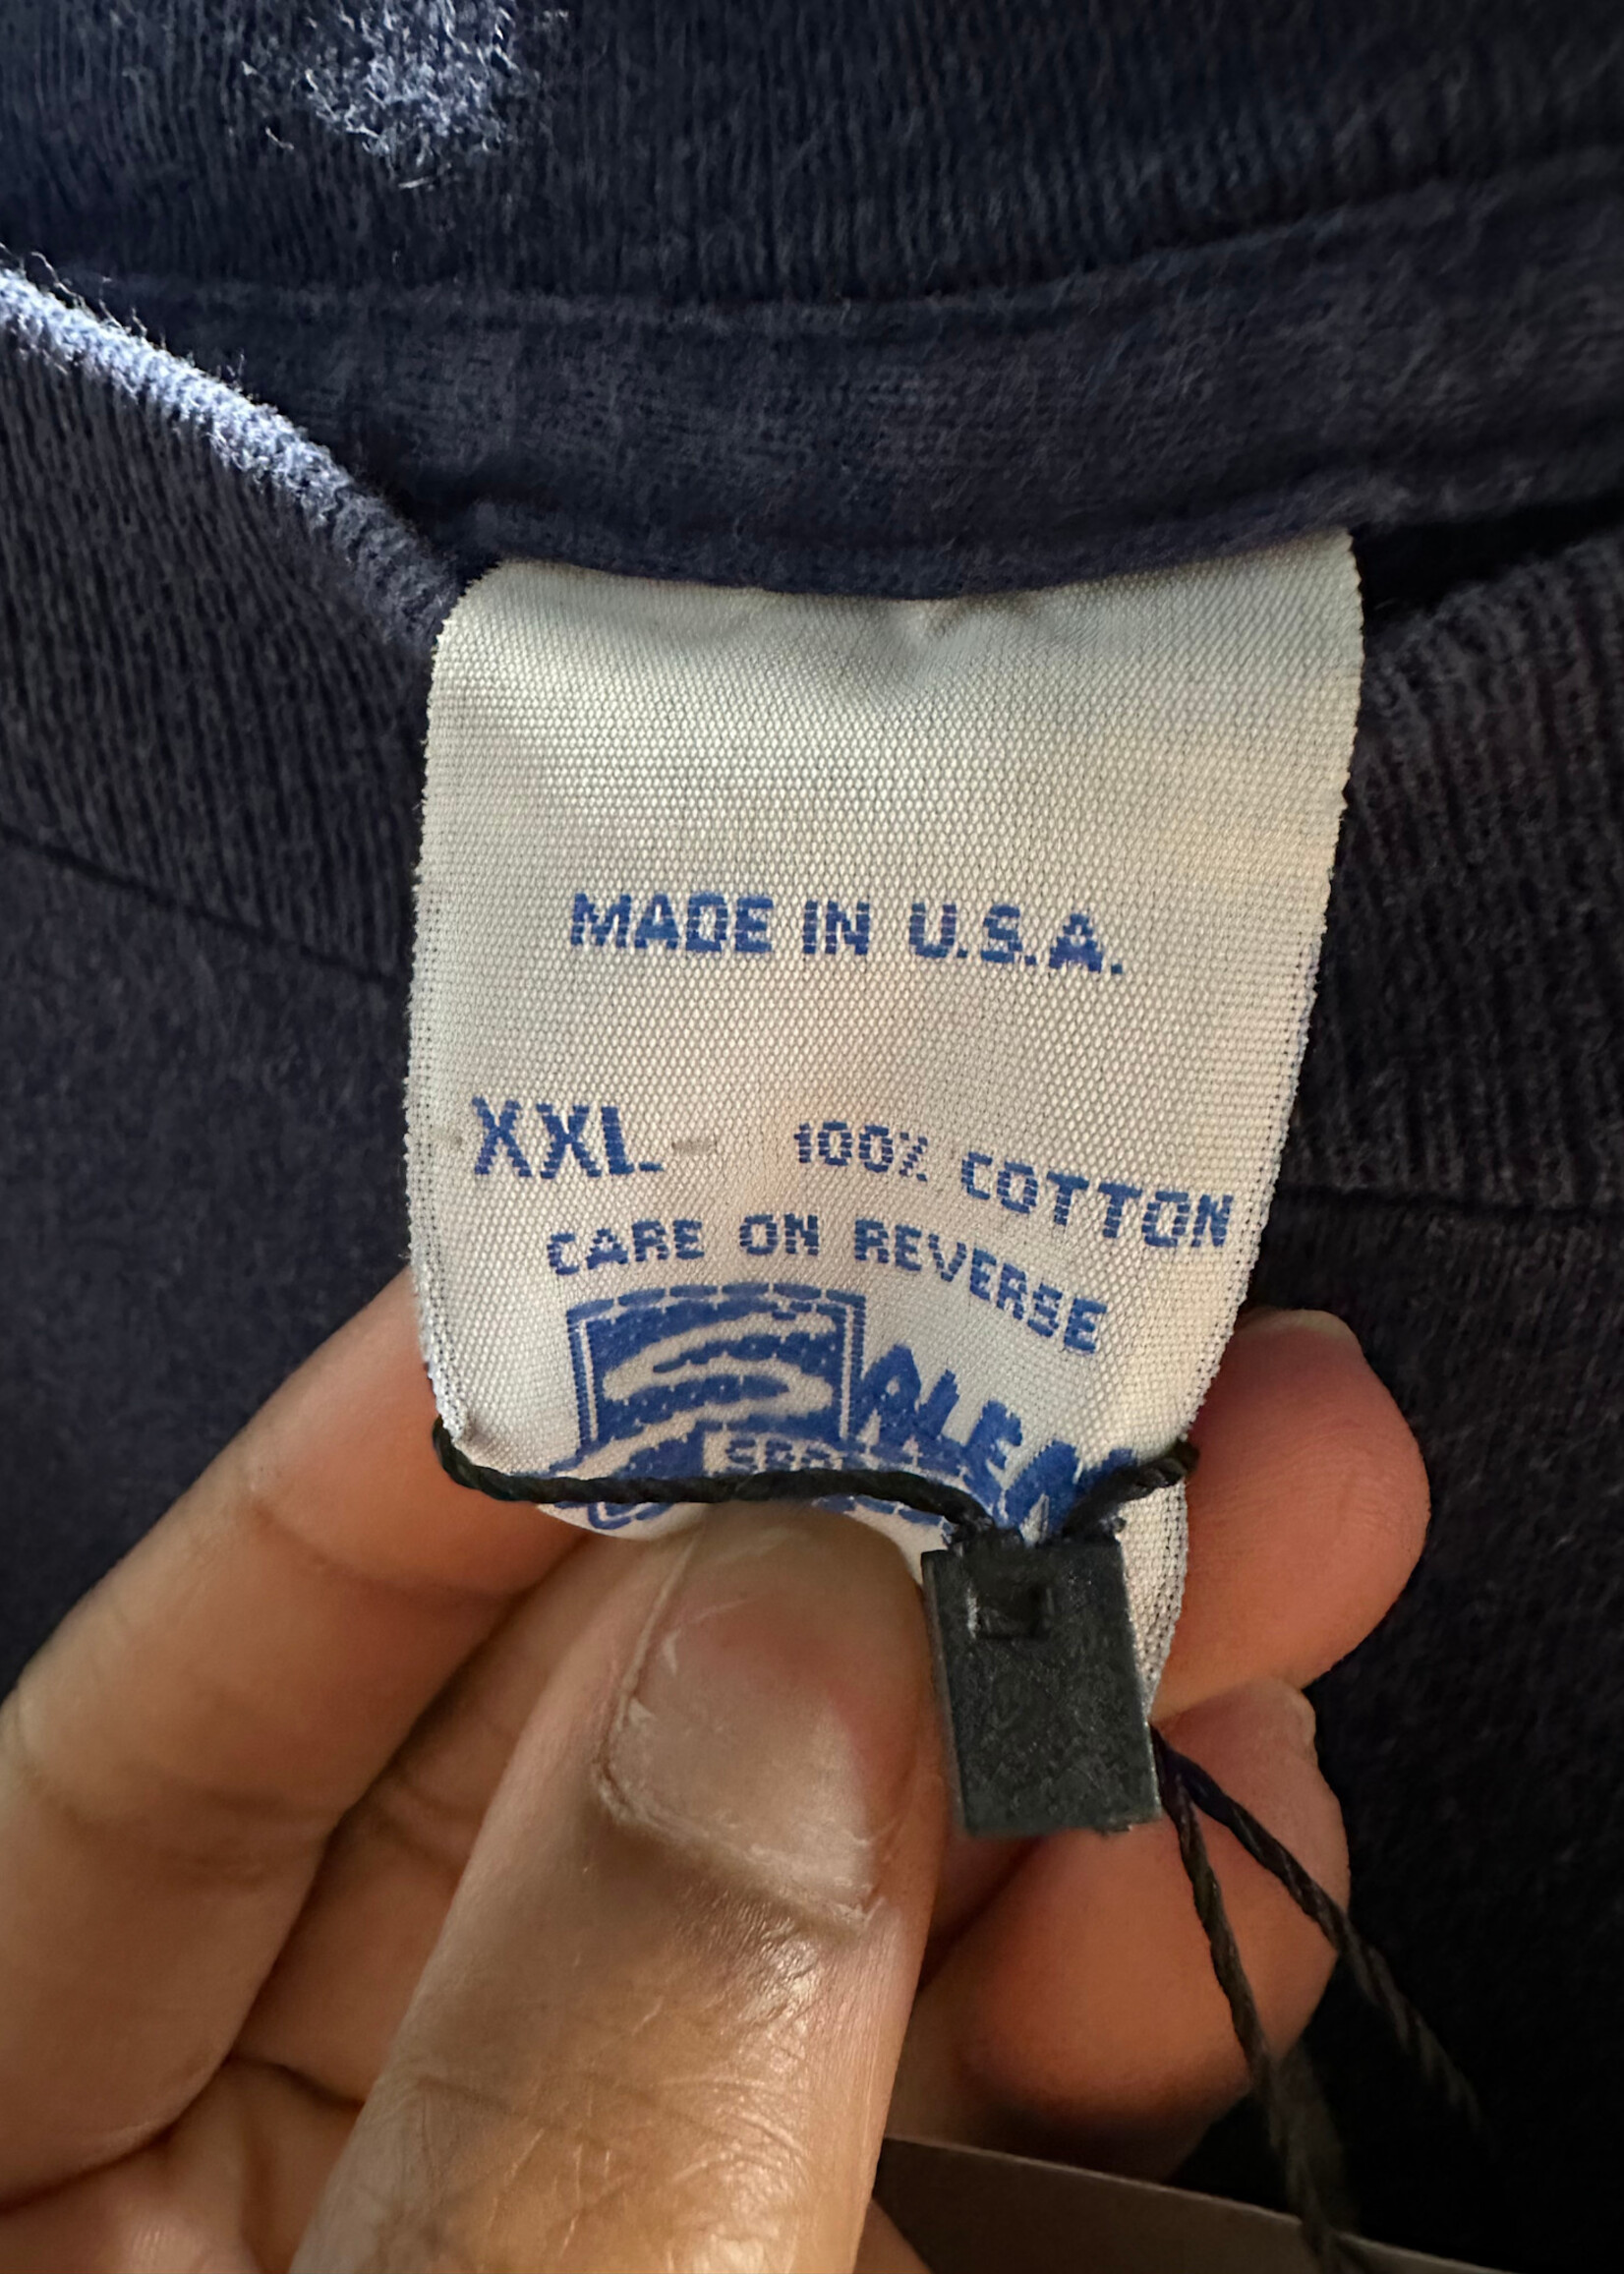 MADE IN U.S.A.
XXL 100% COTTON
CARE ON REVERSE